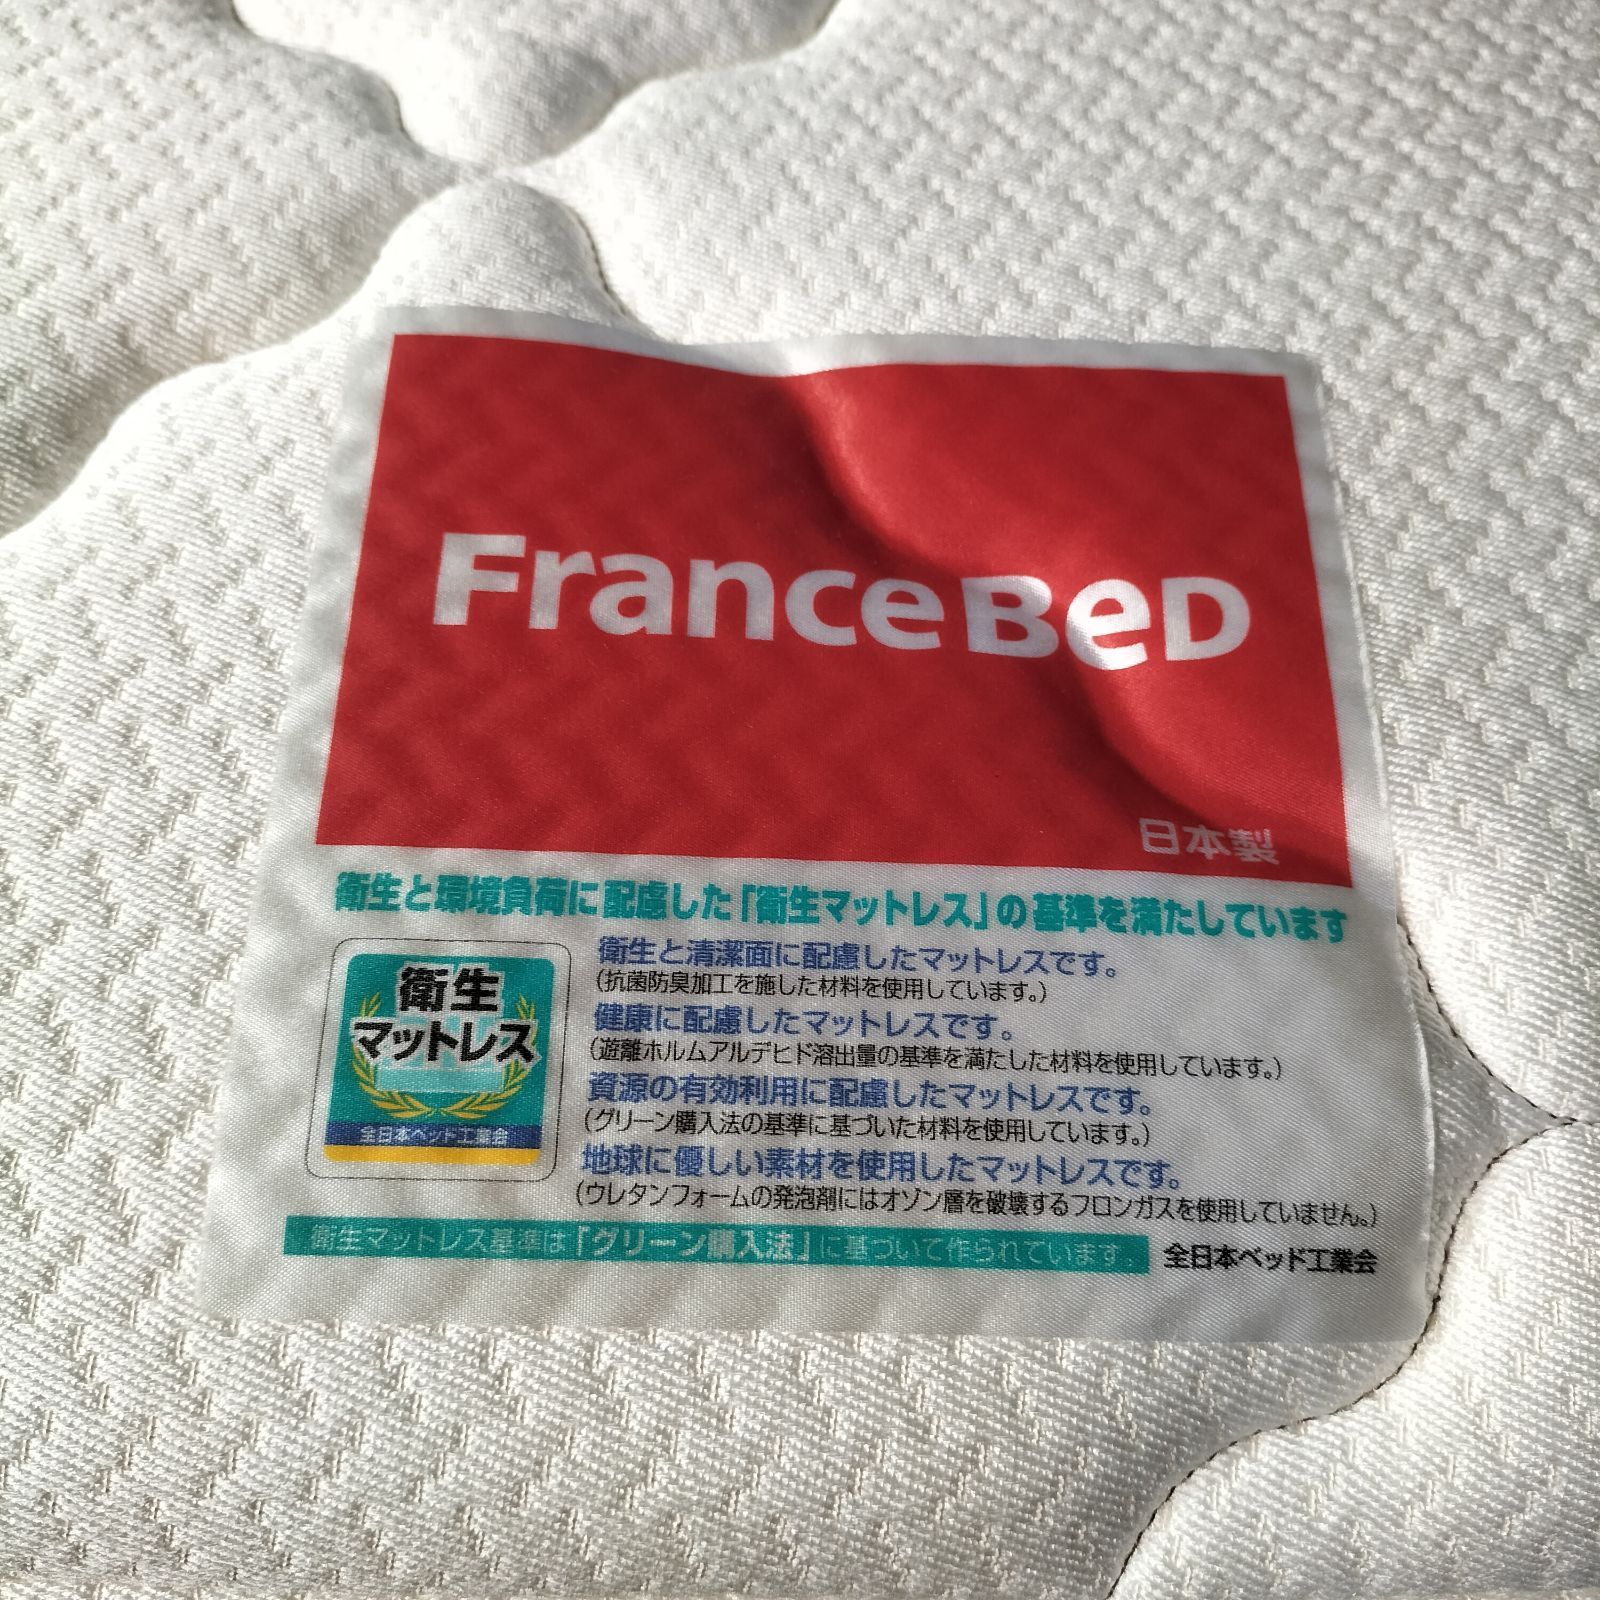 FranceBeD
日本製
衛生と環境負荷に配慮した「衛生マットレス」の基準を満たしています
衛生
マットレス
全日本ベッド工業会
衛生と清潔面に配慮したマットレスです。
(抗菌防臭加工を施した材料を使用しています。)
健康に配慮したマットレスです。
(遊離ホルムアルデヒド溶出量の基準を満たした材料を使用しています。)
資源の有効利用に配慮したマットレスです。
(グリーン購入法の基準に基づいた材料を使用しています。)
地球に優しい素材を使用したマットレスです。
(ウレタンフォームの発泡剤にはオゾン層を破壊するフロンガスを使用していません。)
衛生マットレス基準は「グリーン購入法」に基づいて作られています。
全日本ベッド工業会